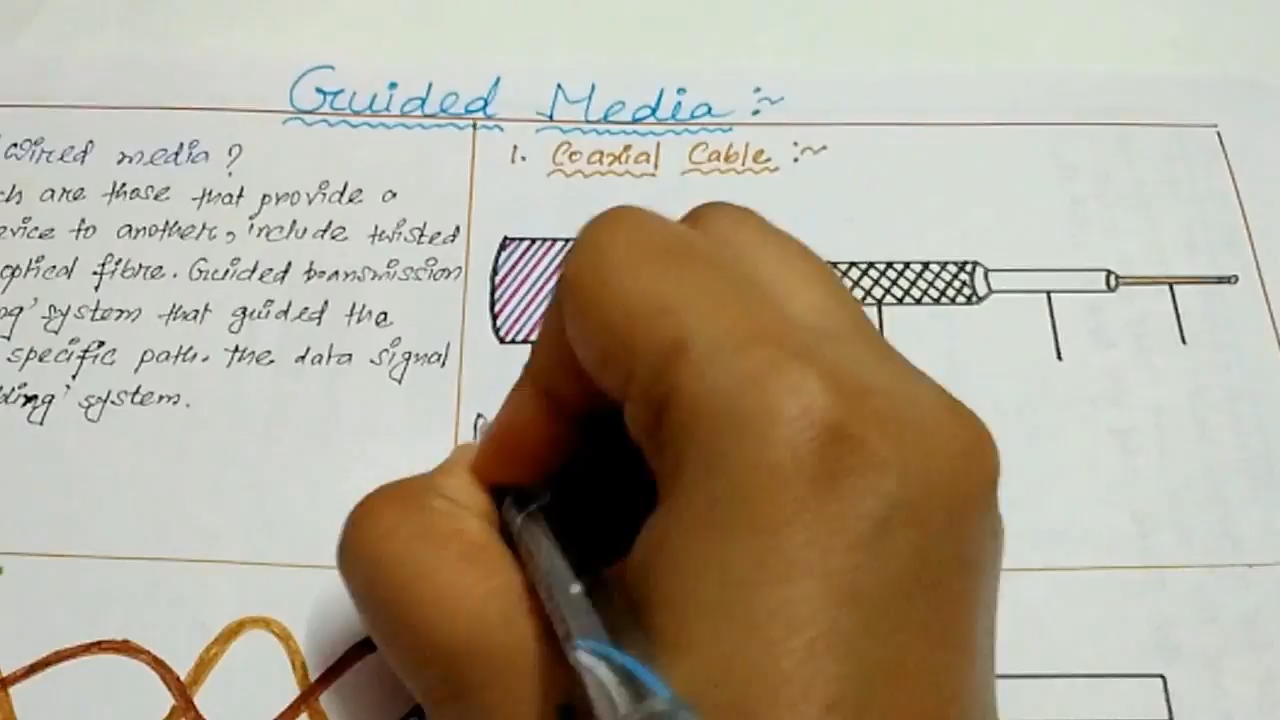 Guided Media :~
wired media?
ch are those that provide a
vice to another, include twisted
optical fibre. Guided transmission
ng' system that guided the
specific path. the data signal
ding' system.
1. Coaxial Cable :~